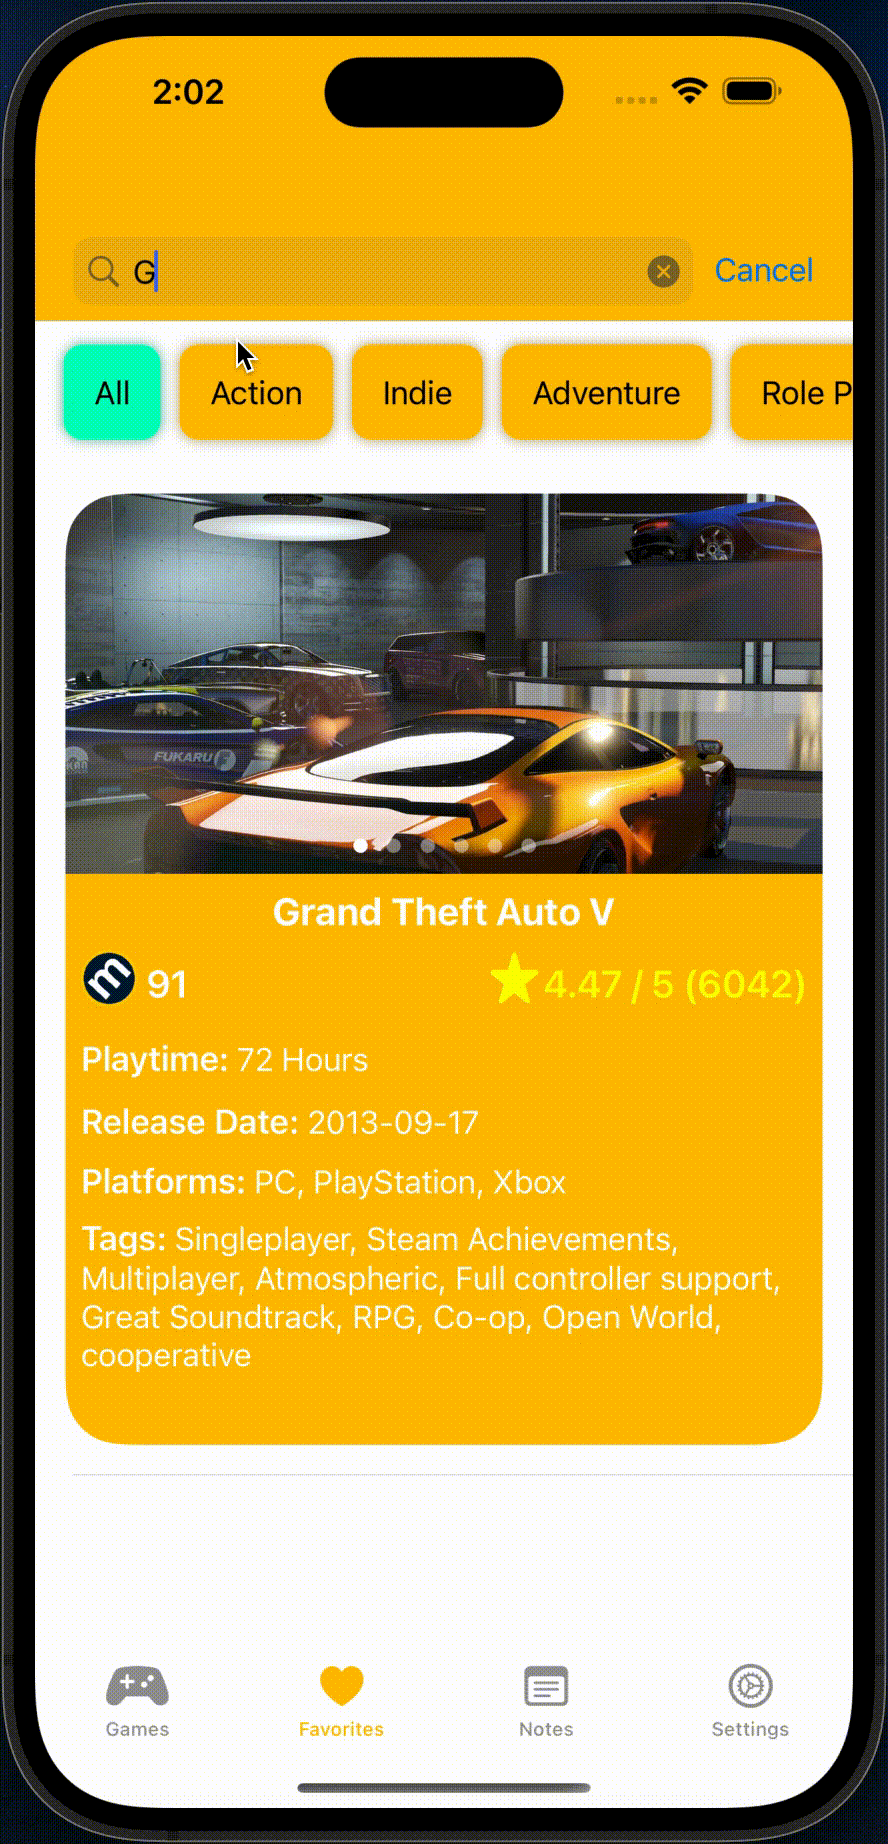 2:02
G
Cancel
All
Action
Indie
Adventure
Role P
FUKARU
Grand Theft Auto V
m 91
4.47 / 5 (6042)
Playtime: 72 Hours
Release Date: 2013-09-17
Platforms: PC, PlayStation, Xbox
Tags: Singleplayer, Steam Achievements,
Multiplayer, Atmospheric, Full controller support,
Great Soundtrack, RPG, Co-op, Open World,
cooperative
Games
Favorites
Notes
Settings